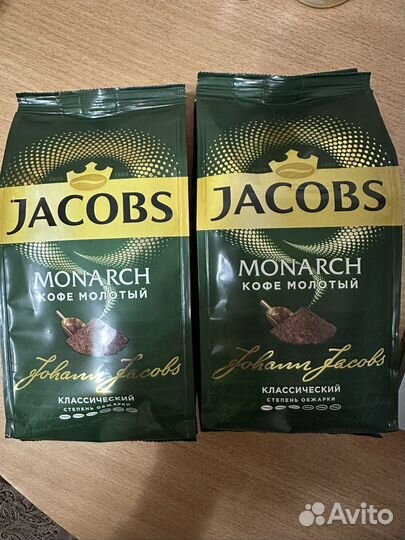 JACOBS
MONARCH
КОФЕ МОЛОТЫЙ
Johann Jacobs
КЛАССИЧЕСКИЙ
СТЕПЕНЬ ОБЖАРКИ
JACOBS
MONARCH
КОФЕ МОЛОТЫЙ
Johann Jacobs
КЛАССИЧЕСКИЙ
СТЕПЕНЬ ОБЖАРКИ
Avito